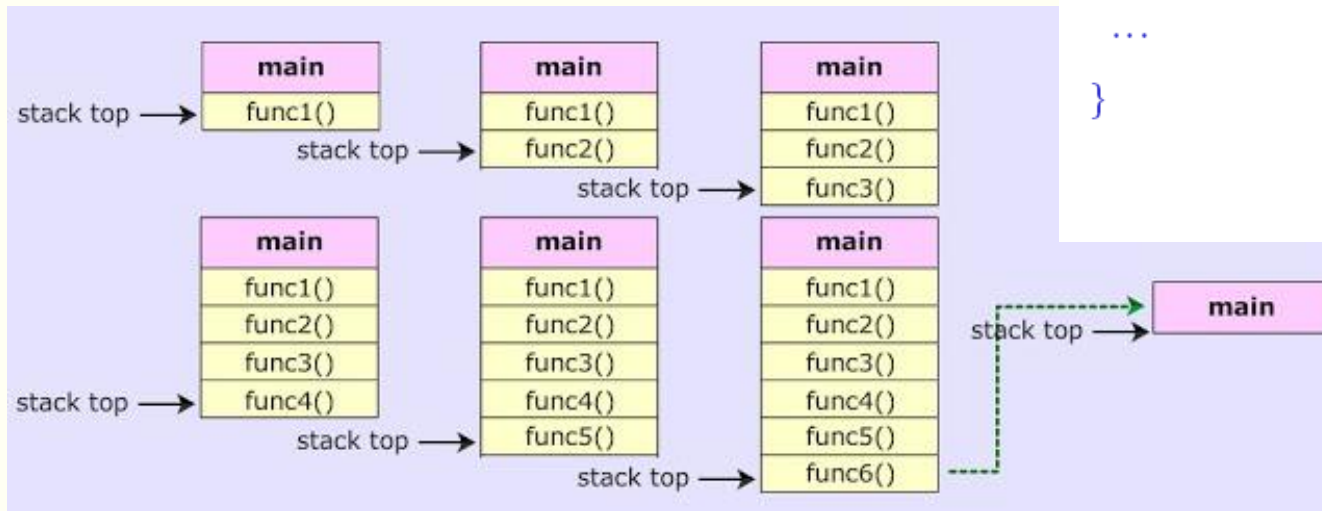 ...
}
main
func1()
stack top
main
func1()
func2()
stack top
main
func1()
func2()
func3()
stack top
main
func1()
func2()
func3()
func4()
stack top
main
func1()
func2()
func3()
func4()
func5()
stack top
main
func1()
func2()
func3()
func4()
func5()
func6()
stack top
main
stack top